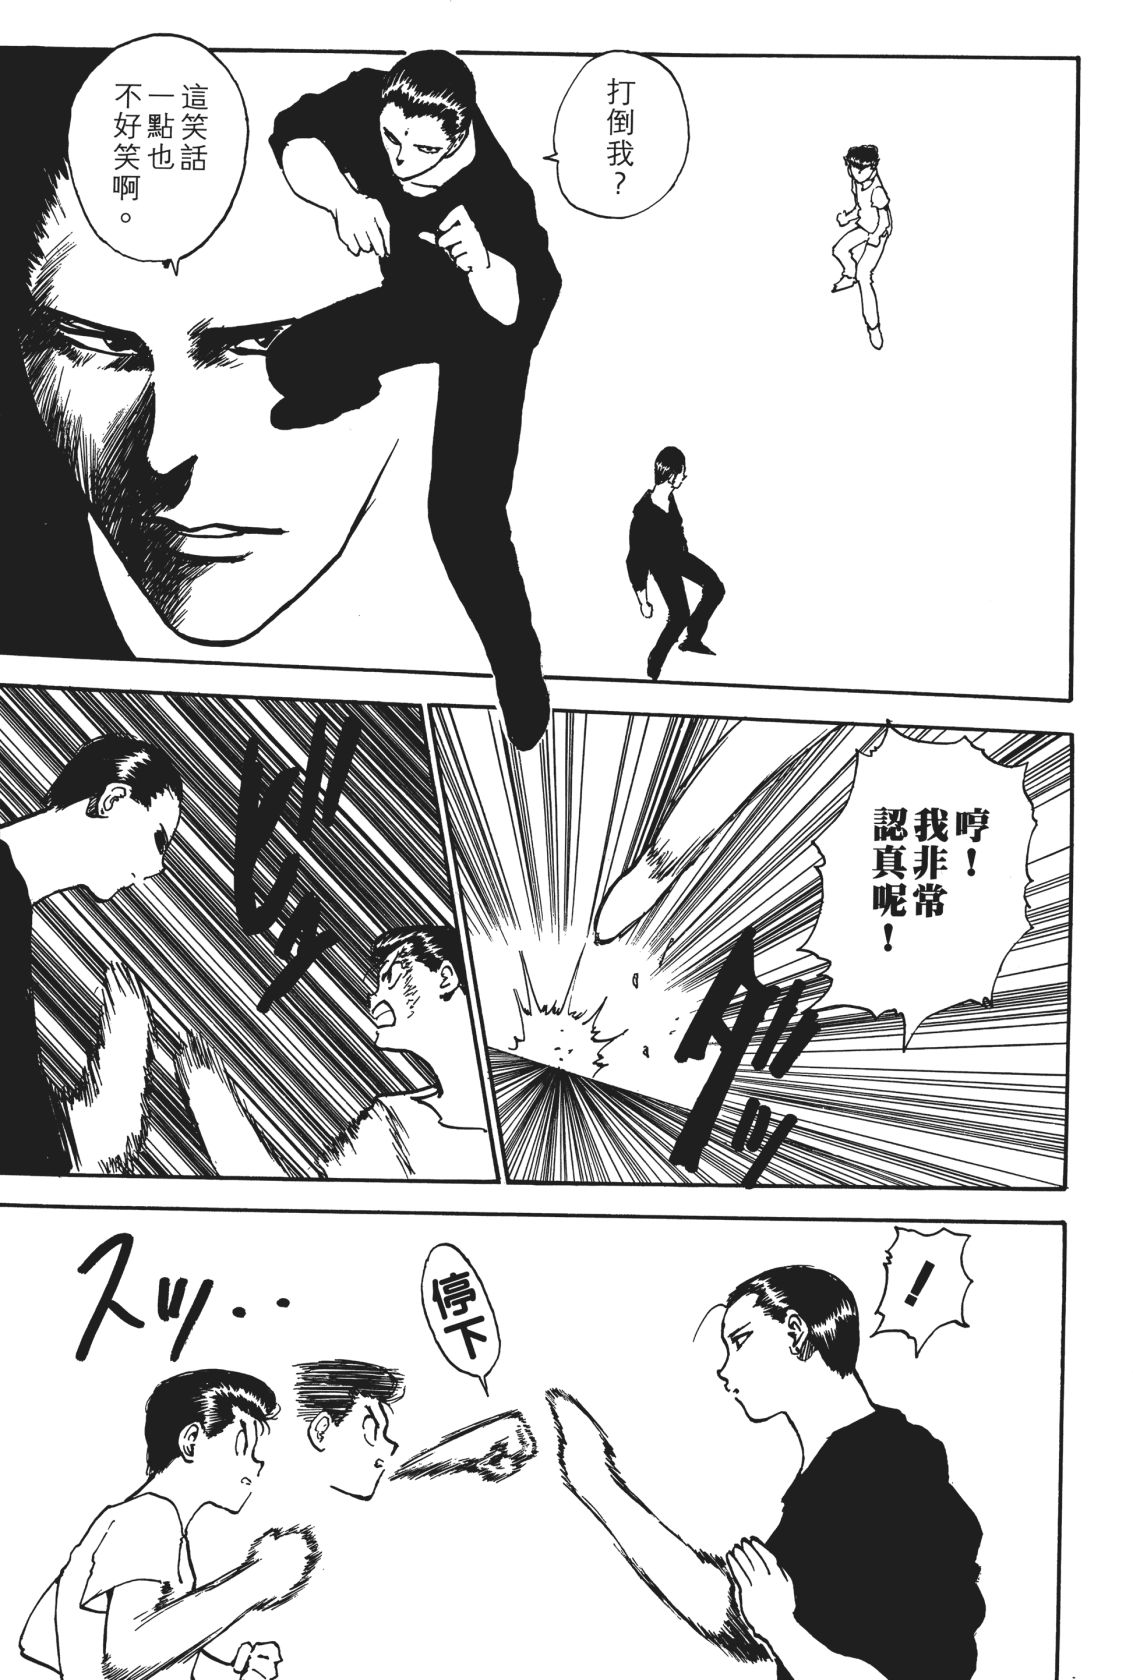 打倒我？
這笑話
一點也
不好笑啊。
哼！
我非常
認真呢！
ダダッ
ビシッ
！
停下
スッ・・